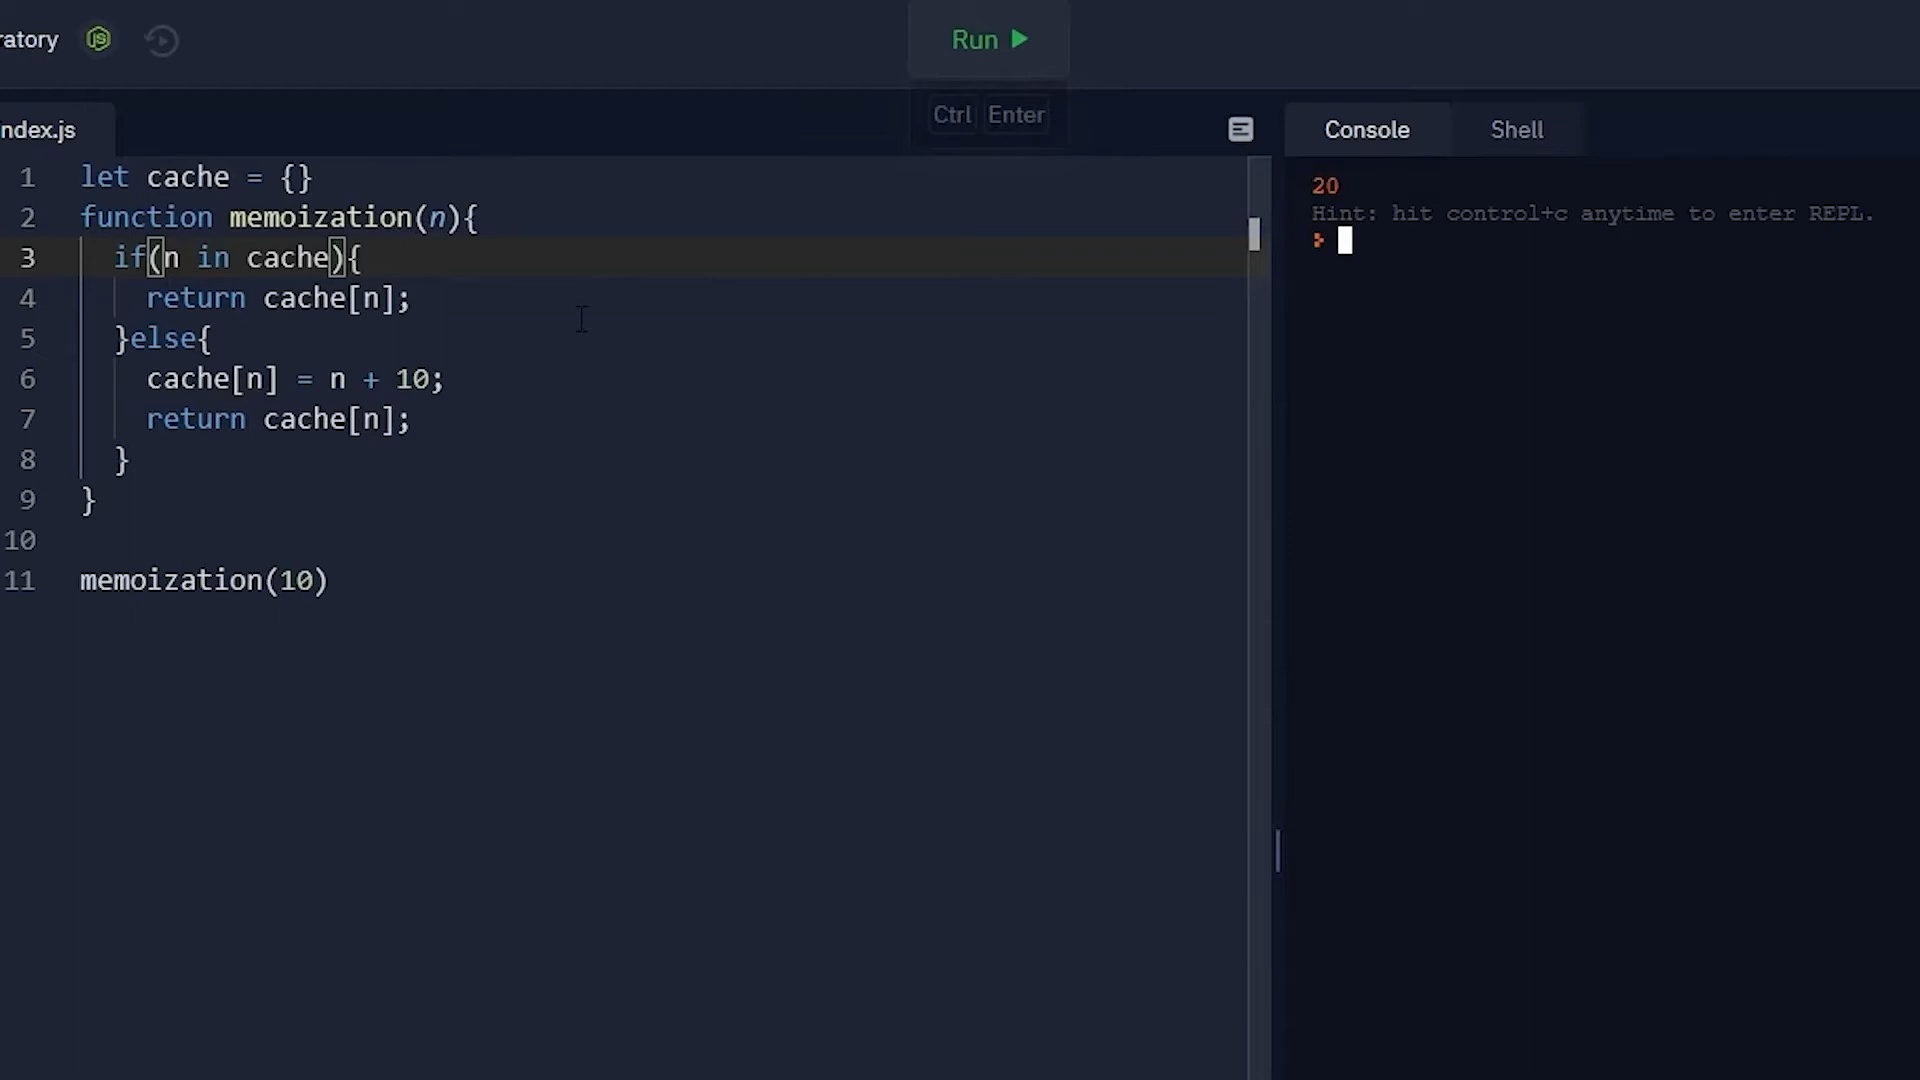 ratory
Run
Ctrl Enter
ndex.js
Console Shell
1 let cache = {}
2 function memoization(n){
3 if(n in cache){
4 return cache[n];
5 }else{
6 cache[n] = n + 10;
7 return cache[n];
8 }
9 }
10
11 memoization(10)
20
Hint: hit control+c anytime to enter REPL.